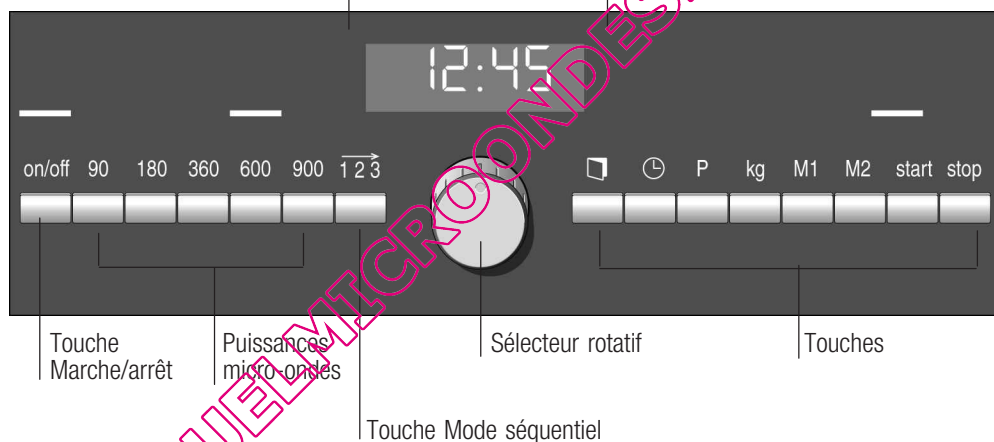 12:45
on/off 90 180 360 600 900 1 2 3 P kg M1 M2 start stop
Touche
Marche/arrêt
Puissances
micro-ondes
Sélecteur rotatif
Touches
Touche Mode séquentiel